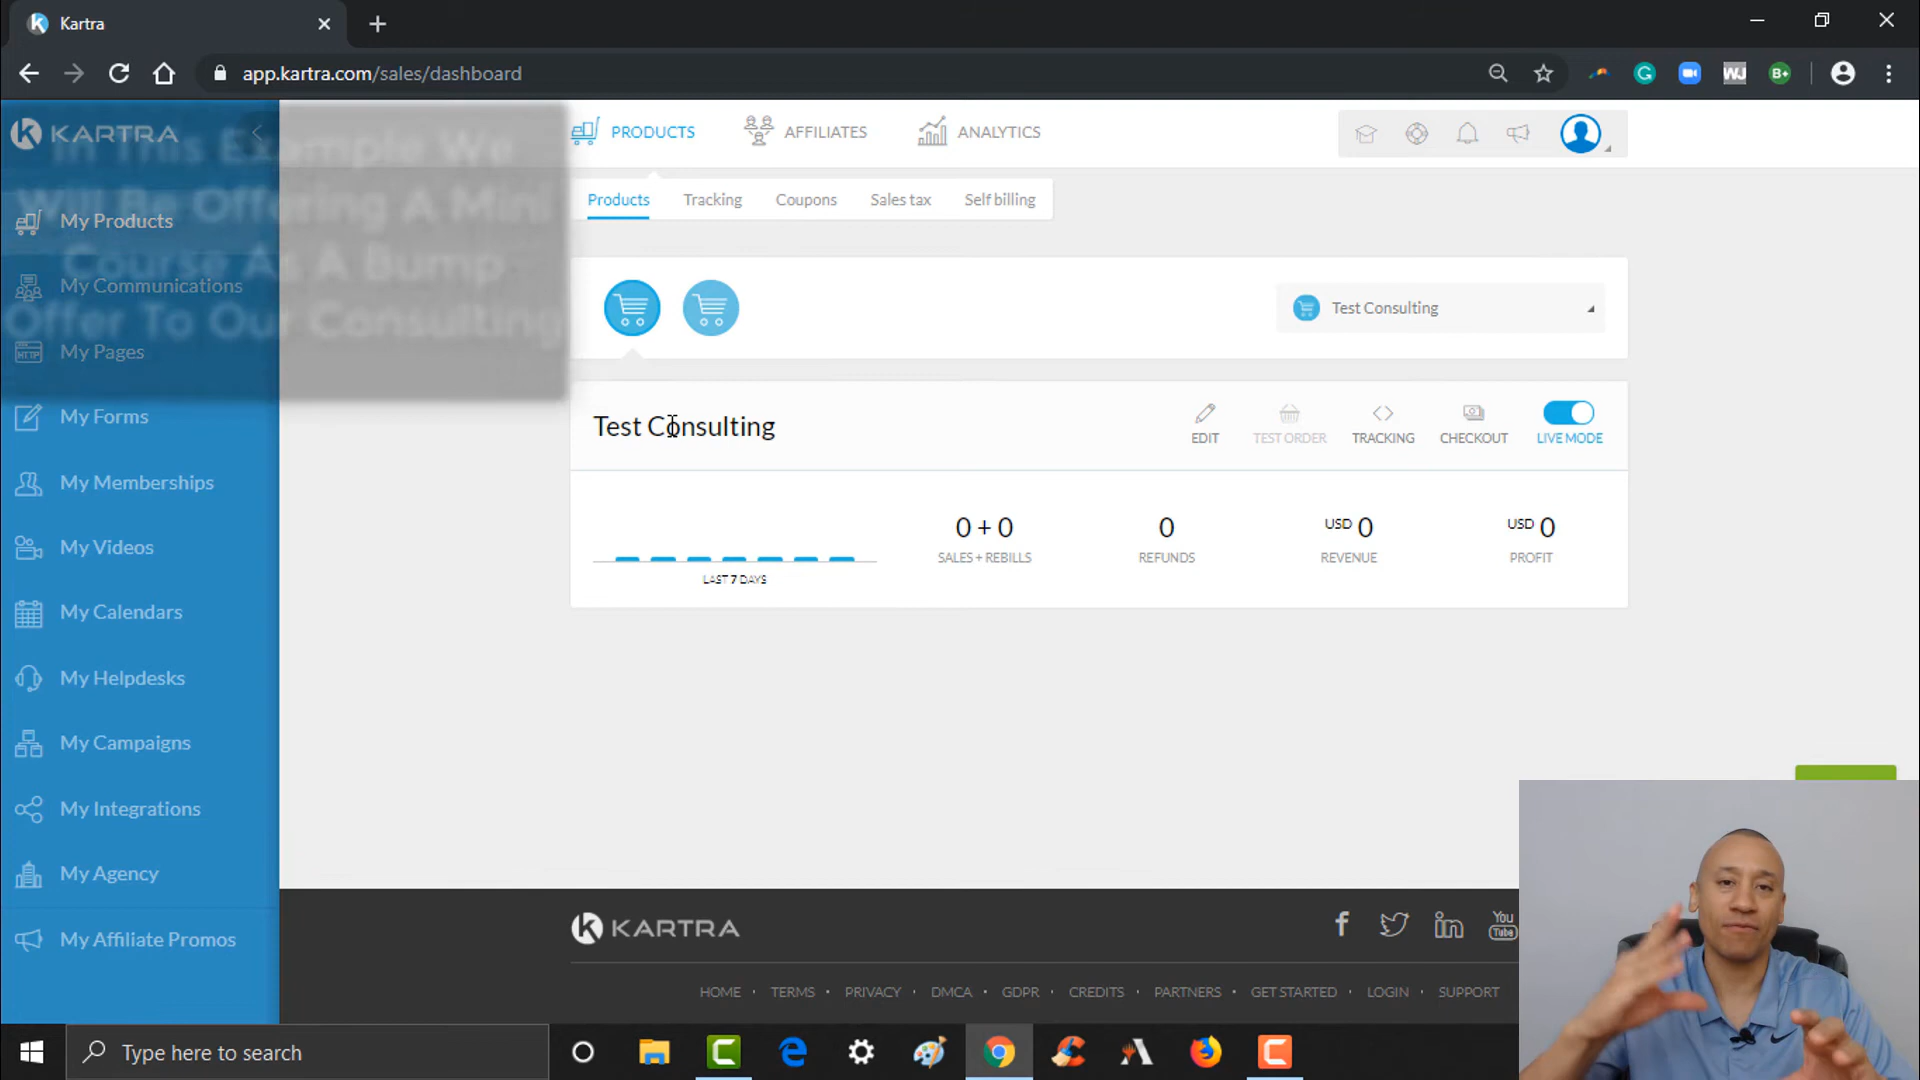 Kartra
app.kartra.com/sales/dashboard
G
WJ
B+
KARTRA
In This Example We
Will Be Offering A Mini
Course As A Bump
Offer To Our Consulting
My Products
My Communications
HTTP
My Pages
My Forms
My Memberships
My Videos
My Calendars
My Helpdesks
My Campaigns
My Integrations
My Agency
My Affiliate Promos
PRODUCTS
AFFILIATES
ANALYTICS
Products
Tracking
Coupons
Sales tax
Self billing
Test Consulting
Test Consulting
EDIT
TEST ORDER
TRACKING
CHECKOUT
LIVE MODE
LAST 7 DAYS
0 + 0
SALES + REBILLS
0
REFUNDS
USD 0
REVENUE
USD 0
PROFIT
KARTRA
You
Tube
HOME · TERMS · PRIVACY · DMCA · GDPR · CREDITS · PARTNERS · GET STARTED · LOGIN · SUPPORT
Type here to search